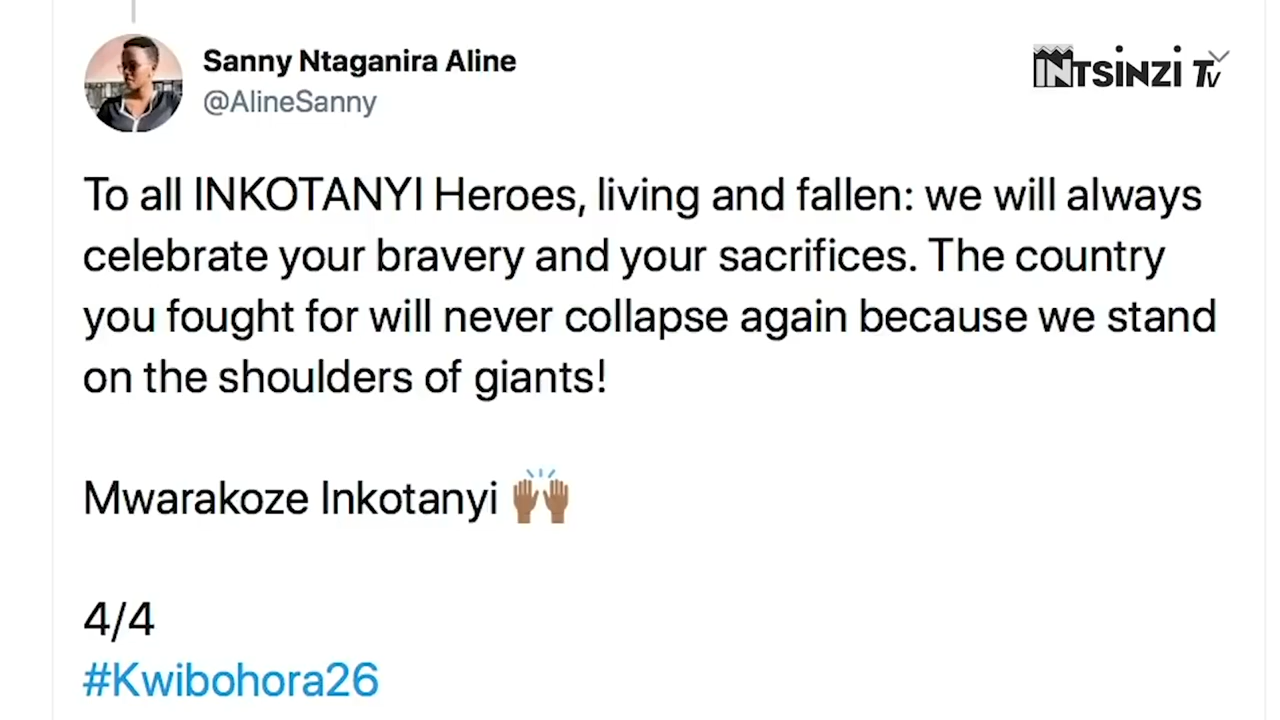 Sanny Ntaganira Aline
@AlineSanny
INTSINZI TV
To all INKOTANYI Heroes, living and fallen: we will always
celebrate your bravery and your sacrifices. The country
you fought for will never collapse again because we stand
on the shoulders of giants!
Mwarakoze Inkotanyi 🙌🏾
4/4
#Kwibohora26